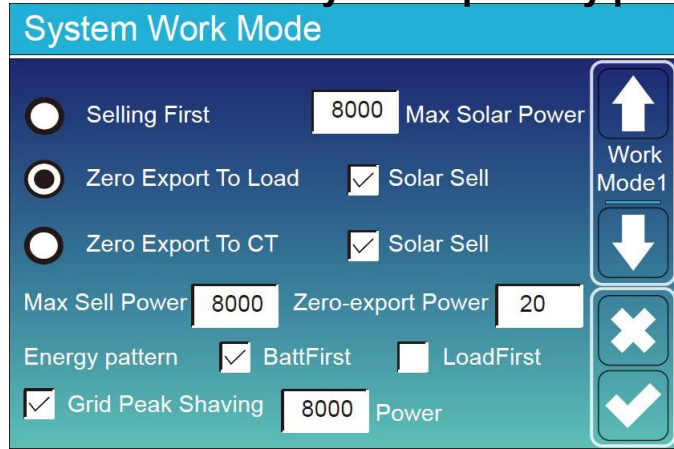 System Work Mode
Selling First 8000 Max Solar Power
Zero Export To Load Solar Sell
Work
Mode1
Zero Export To CT Solar Sell
Max Sell Power 8000 Zero-export Power 20
Energy pattern BattFirst LoadFirst
Grid Peak Shaving 8000 Power